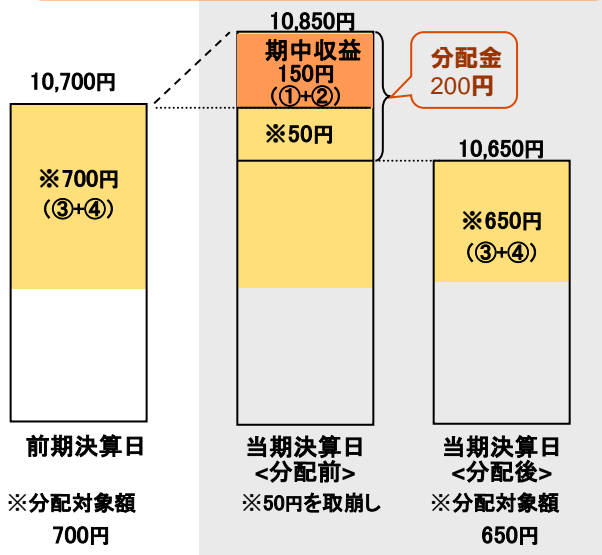 10,850円
期中収益
150円
(①+②)
分配金
200円
10,700円
※50円
10,650円
※700円
(③+④)
※650円
(③+④)
前期決算日
当期決算日
<分配前>
当期決算日
<分配後>
※分配対象額
700円
※50円を取崩し
※分配対象額
650円